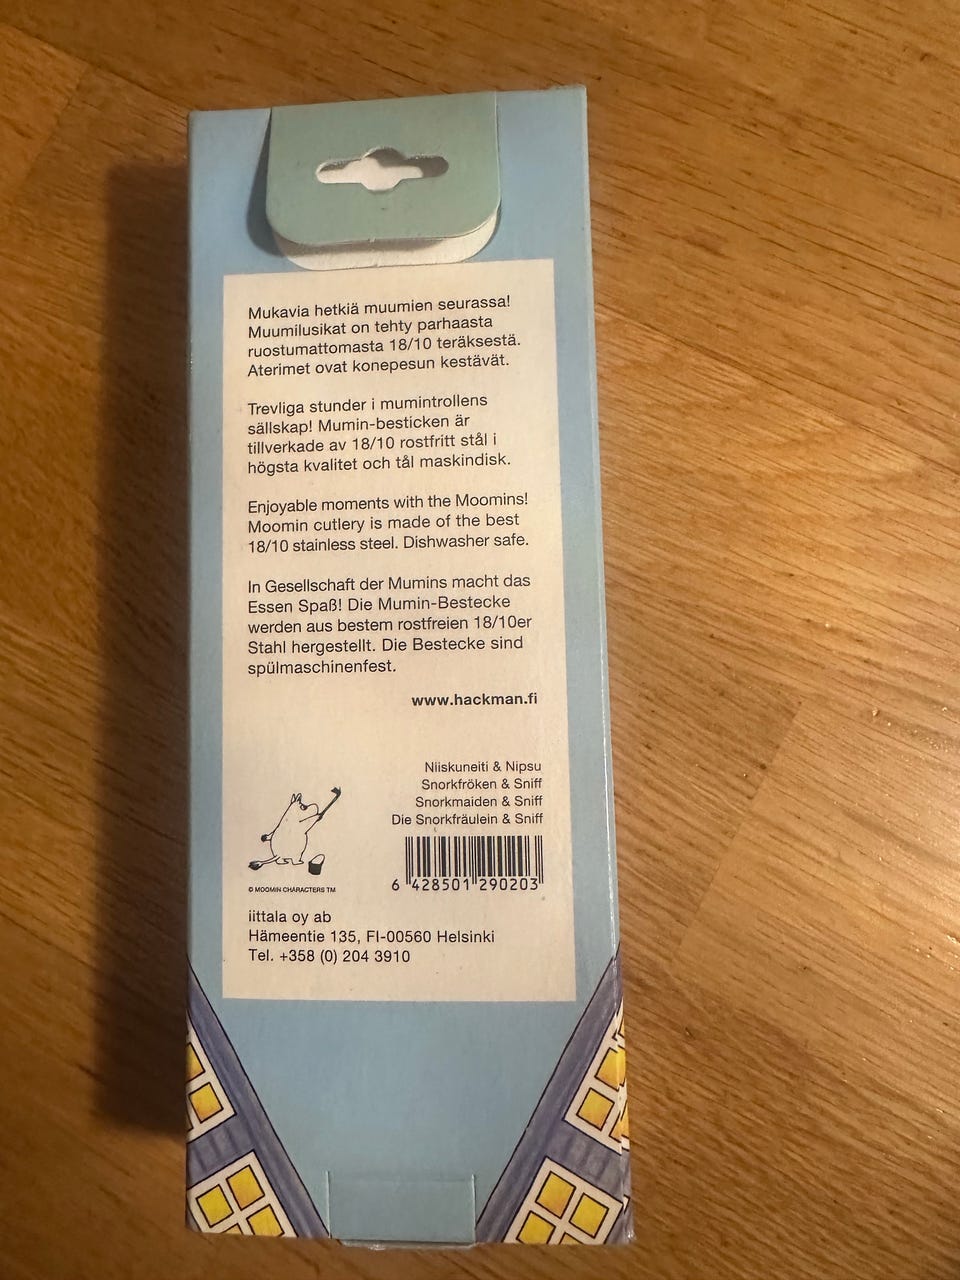 Mukavia hetkiä muumien seurassa!
Muumilusikat on tehty parhaasta
ruostumattomasta 18/10 teräksestä.
Aterimet ovat konepesun kestävät.
Trevliga stunder i mumintrollens
sällskap! Mumin-besticken är
tillverkade av 18/10 rostfritt stål i
högsta kvalitet och tål maskindisk.
Enjoyable moments with the Moomins!
Moomin cutlery is made of the best
18/10 stainless steel. Dishwasher safe.
In Gesellschaft der Mumins macht das
Essen Spaß! Die Mumin-Bestecke
werden aus bestem rostfreien 18/10er
Stahl hergestellt. Die Bestecke sind
spülmaschinenfest.
www.hackman.fi
Niiskuneiti & Nipsu
Snorkfröken & Sniff
Snorkmaiden & Sniff
Die Snorkfräulein & Sniff
6 428501 290203
© MOOMIN CHARACTERS TM
iittala oy ab
Hämeentie 135, FI-00560 Helsinki
Tel. +358 (0) 204 3910